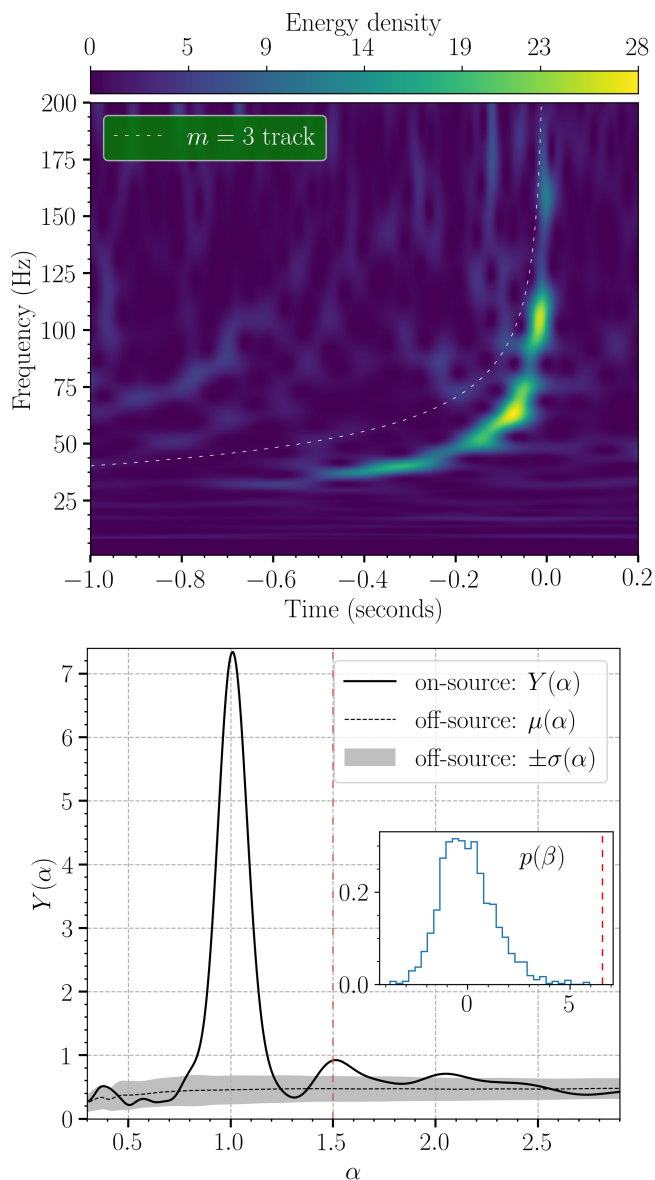 Energy density
0 5 9 14 19 23 28
200
175
150
125
100
75
50
25
Frequency (Hz)
m = 3 track
−1.0 −0.8 −0.6 −0.4 −0.2 0.0 0.2
Time (seconds)
7
6
5
4
3
2
1
0
Y(α)
on-source: Y(α)
off-source: μ(α)
off-source: ±σ(α)
p(β)
0.2
0.0
0 5
0.5 1.0 1.5 2.0 2.5
α